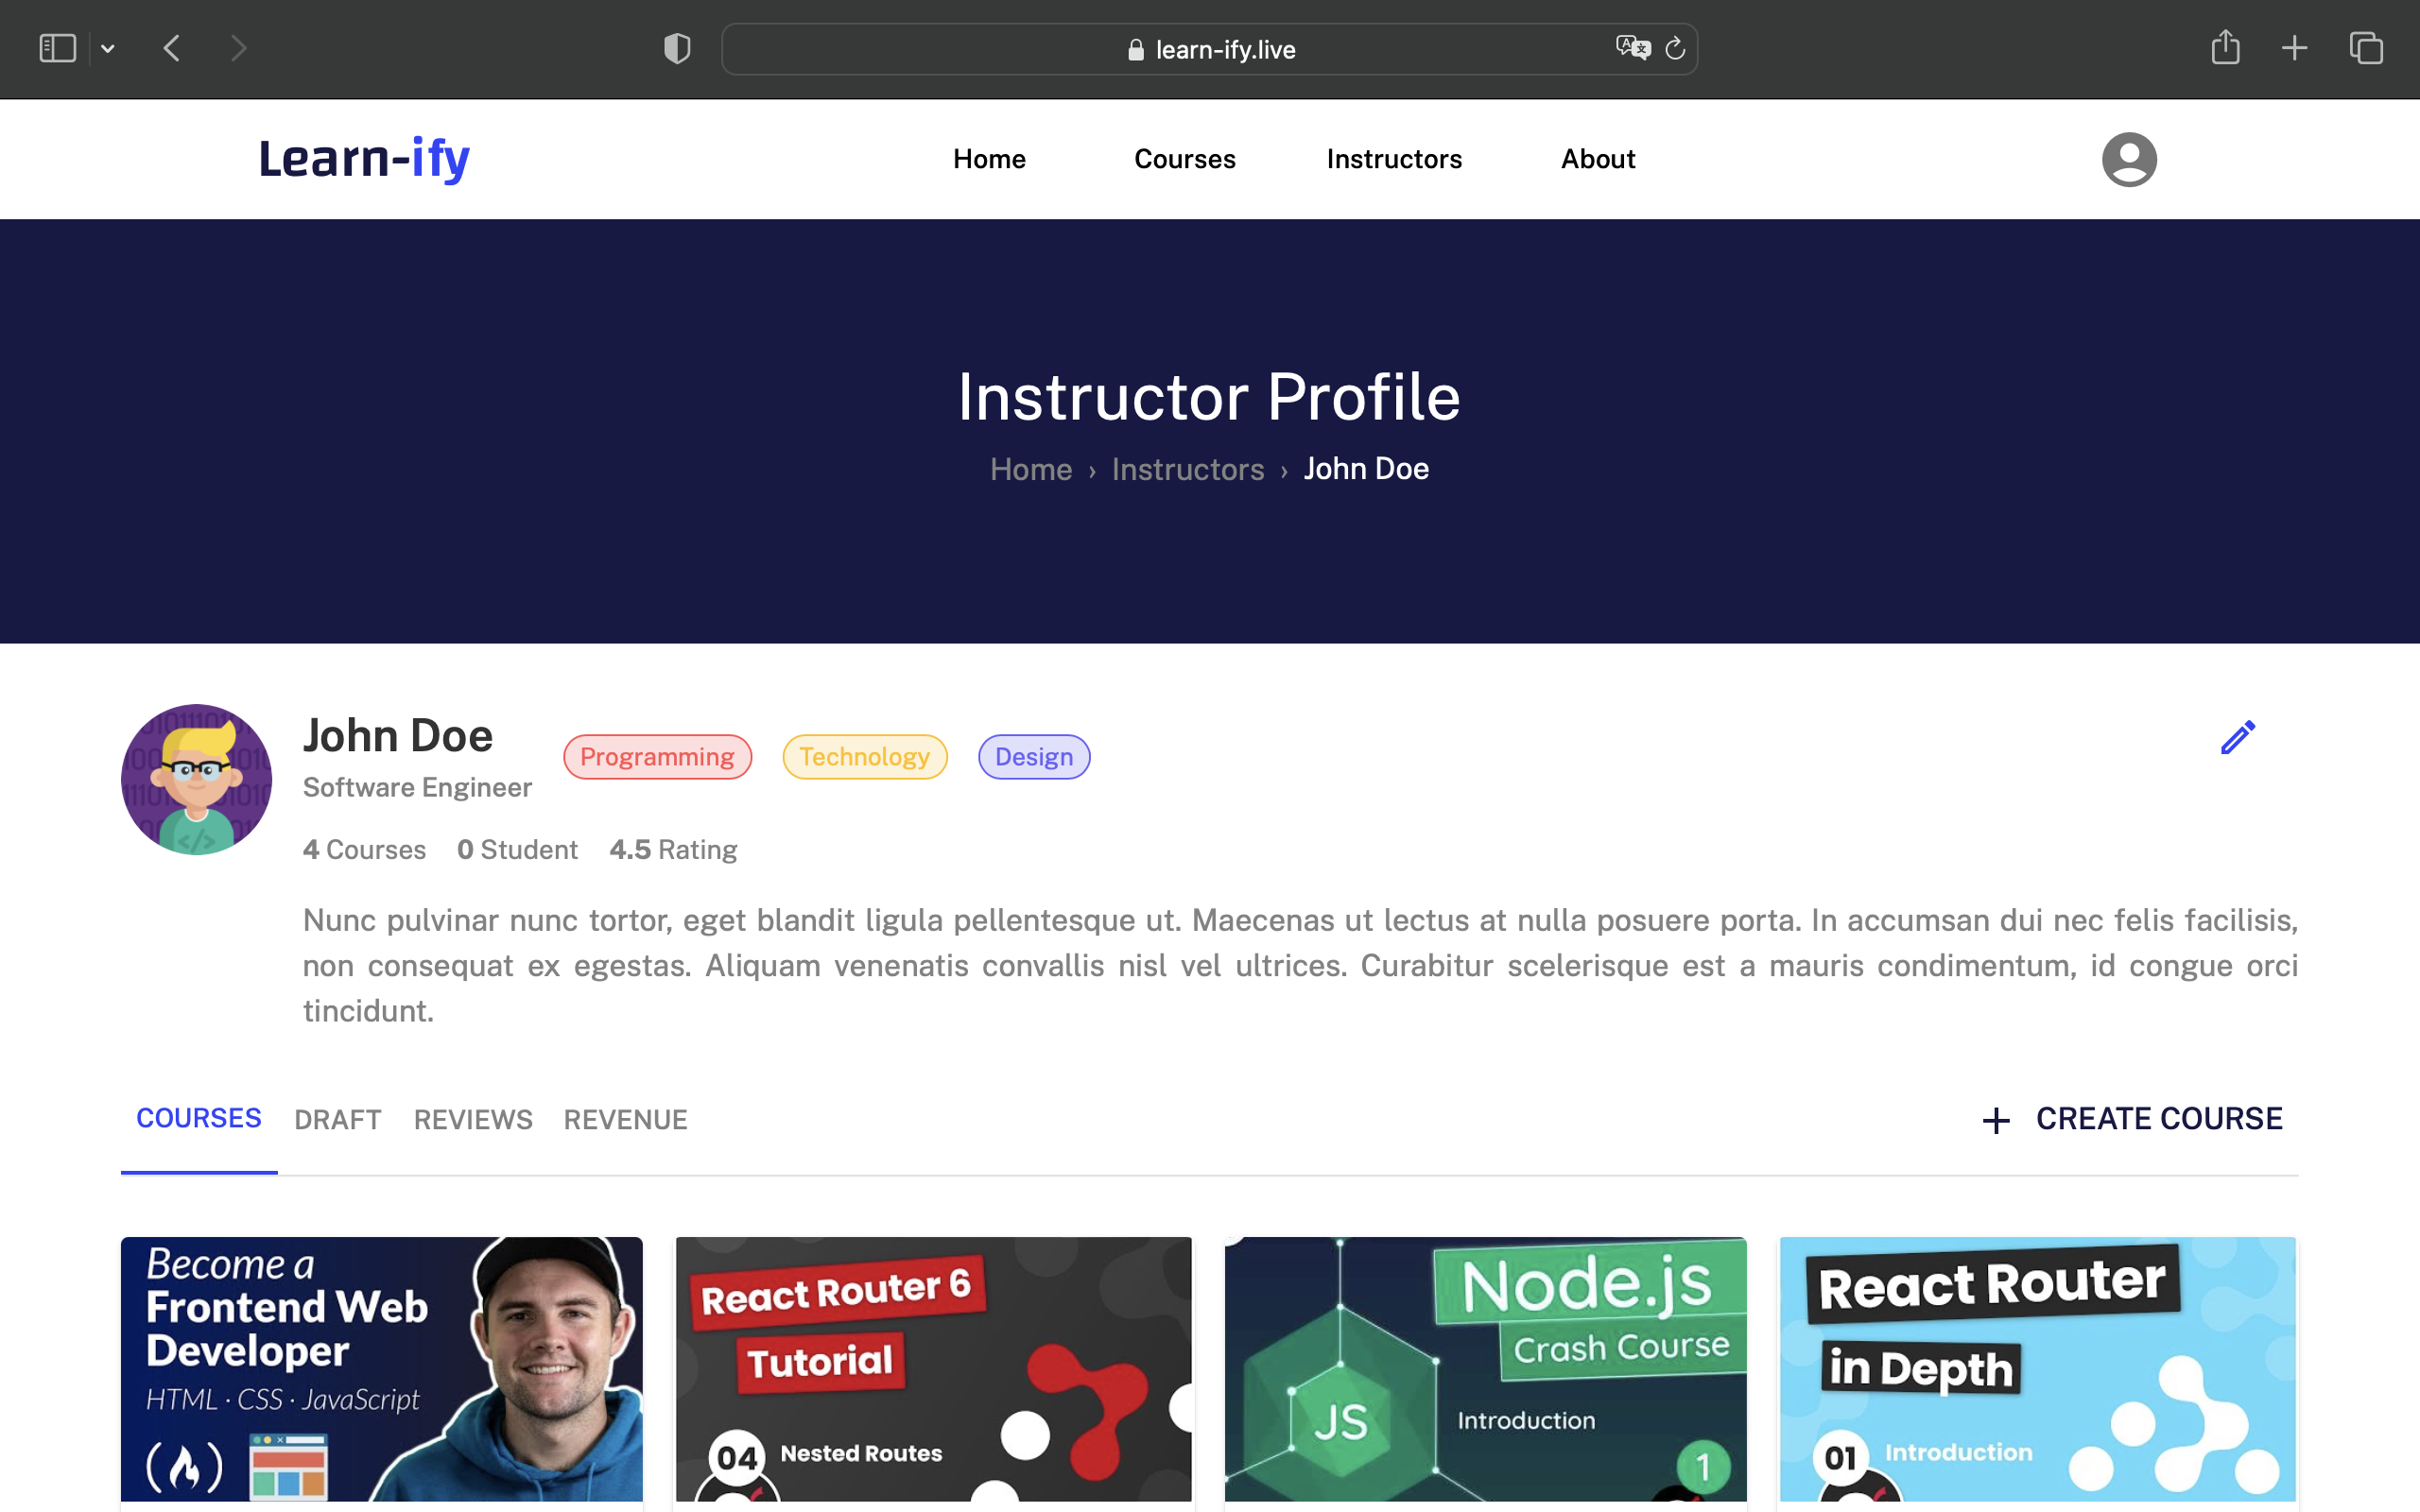 learn-ify.live
Learn-ify
Home Courses Instructors About
Instructor Profile
Home › Instructors › John Doe
John Doe
Software Engineer
Programming Technology Design
4 Courses 0 Student 4.5 Rating
Nunc pulvinar nunc tortor, eget blandit ligula pellentesque ut. Maecenas ut lectus at nulla posuere porta. In accumsan dui nec felis facilisis,
non consequat ex egestas. Aliquam venenatis convallis nisl vel ultrices. Curabitur scelerisque est a mauris condimentum, id congue orci
tincidunt.
COURSES DRAFT REVIEWS REVENUE
+ CREATE COURSE
Become a
Frontend Web
Developer
HTML · CSS · JavaScript
React Router 6
Tutorial
04 Nested Routes
Node.js
Crash Course
JS
Introduction
1
React Router
in Depth
01 Introduction